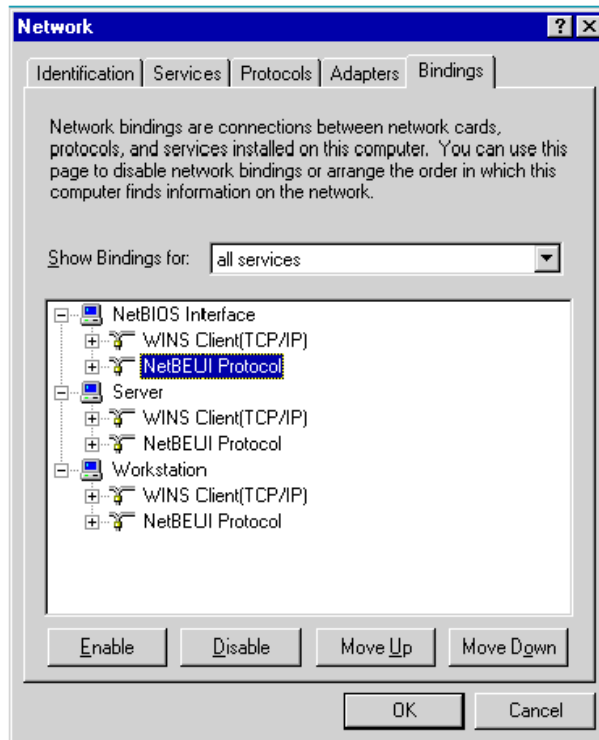 Network
Identification Services Protocols Adapters Bindings
Network bindings are connections between network cards,
protocols, and services installed on this computer. You can use this
page to disable network bindings or arrange the order in which this
computer finds information on the network.
Show Bindings for: all services
NetBIOS Interface
WINS Client(TCP/IP)
NetBEUI Protocol
Server
WINS Client(TCP/IP)
NetBEUI Protocol
Workstation
WINS Client(TCP/IP)
NetBEUI Protocol
Enable Disable Move Up Move Down
OK Cancel